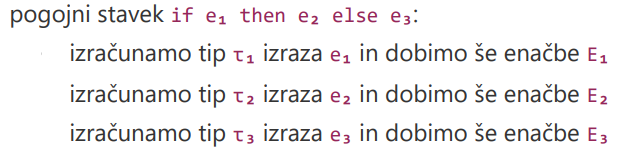 pogojni stavek if e₁ then e₂ else e₃:
izračunamo tip τ₁ izraza e₁ in dobimo še enačbe E₁
izračunamo tip τ₂ izraza e₂ in dobimo še enačbe E₂
izračunamo tip τ₃ izraza e₃ in dobimo še enačbe E₃